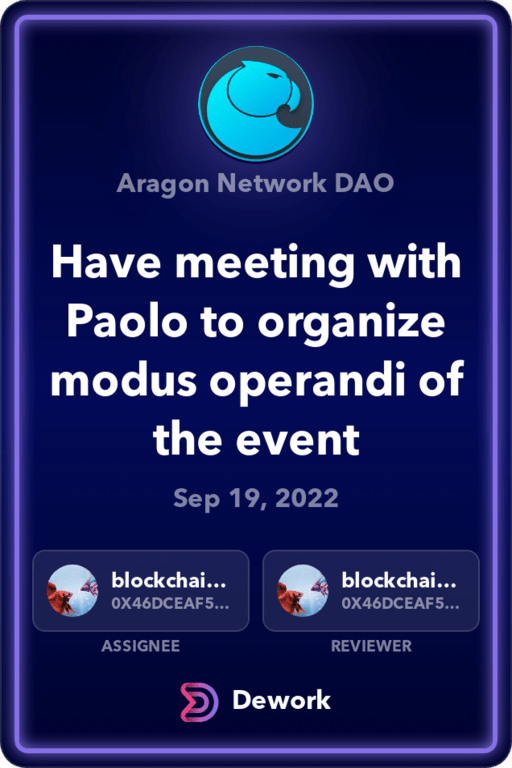 Aragon Network DAO
Have meeting with
Paolo to organize
modus operandi of
the event
Sep 19, 2022
blockchai...
0X46DCEAF5...
ASSIGNEE
blockchai...
0X46DCEAF5...
REVIEWER
Dework